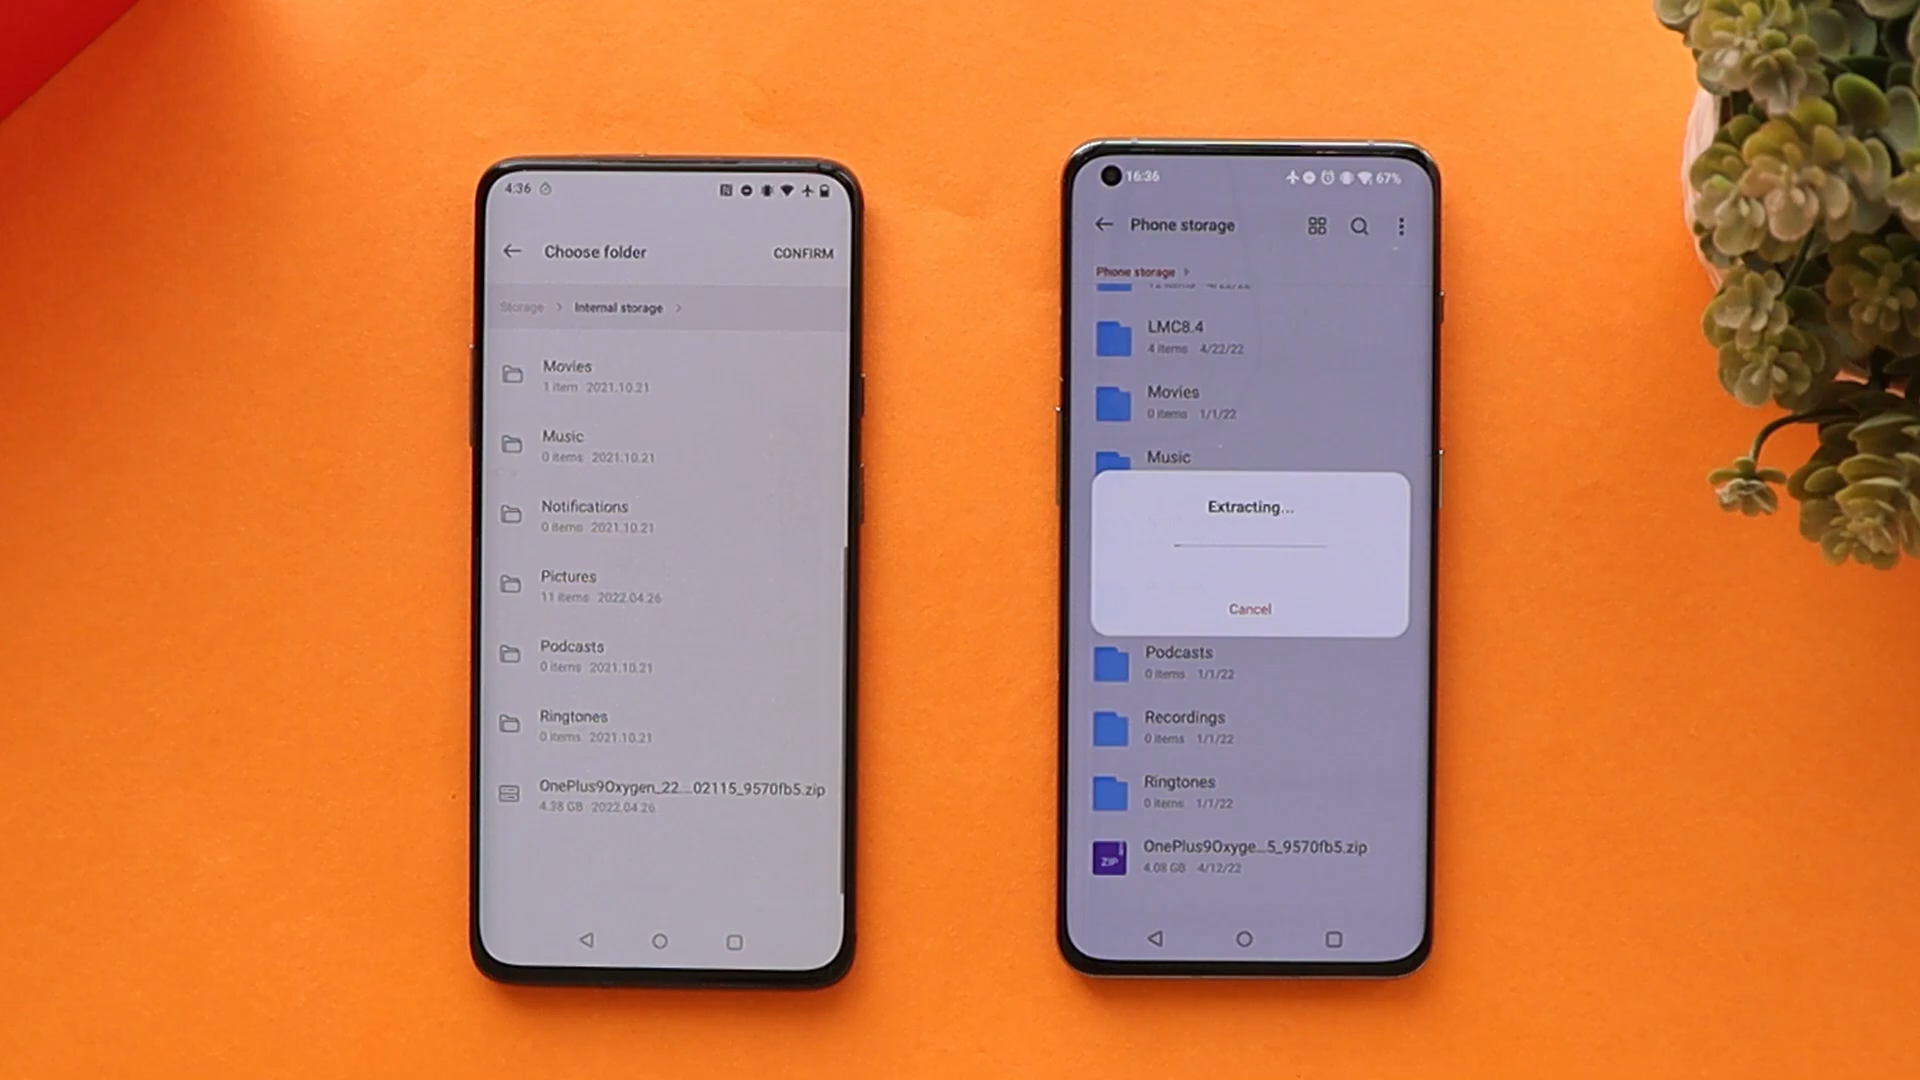 4:36
Choose folder
CONFIRM
Storage > Internal storage >
Movies
1 item 2021.10.21
Music
0 items 2021.10.21
Notifications
0 items 2021.10.21
Pictures
11 items 2022.04.26
Podcasts
0 items 2021.10.21
Ringtones
0 items 2021.10.21
OnePlus9Oxygen_22...02115_9570fb5.zip
4.38 GB 2022.04.26
16:36
67%
Phone storage
Phone storage
LMC8.4
4 items 4/22/22
Movies
0 items 1/1/22
Music
Extracting...
Cancel
Podcasts
0 items 1/1/22
Recordings
0 items 1/1/22
Ringtones
0 items 1/1/22
ZIP
OnePlus9Oxyge...5_9570fb5.zip
4.08 GB 4/12/22